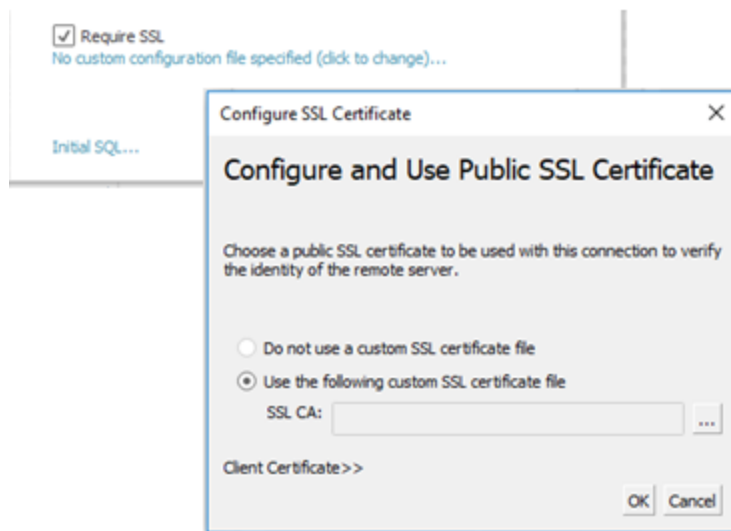 Require SSL
No custom configuration file specified (click to change)...
Initial SQL...
Configure SSL Certificate
Configure and Use Public SSL Certificate
Choose a public SSL certificate to be used with this connection to verify
the identity of the remote server.
Do not use a custom SSL certificate file
Use the following custom SSL certificate file
SSL CA:
...
Client Certificate>>
OK Cancel